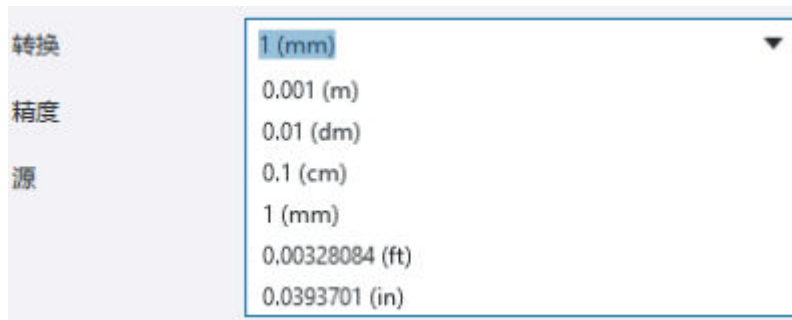 转换
1 (mm)
0.001 (m)
精度
0.01 (dm)
源
0.1 (cm)
1 (mm)
0.00328084 (ft)
0.0393701 (in)